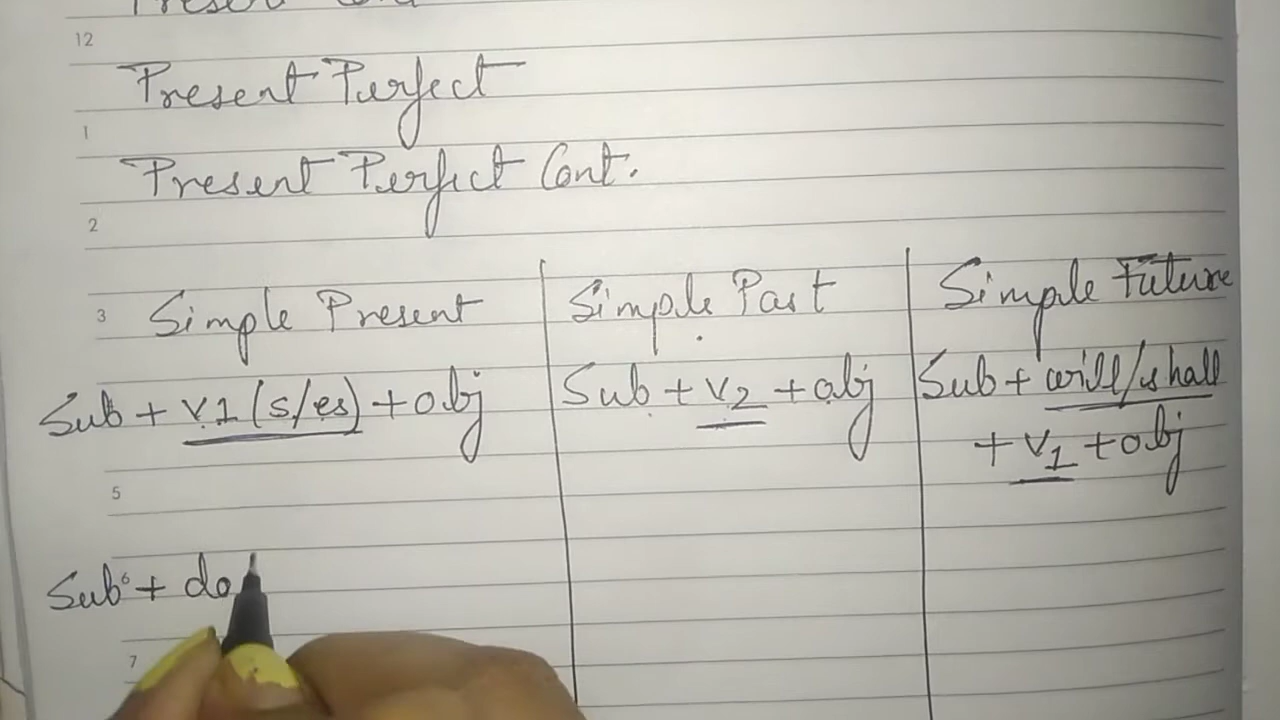 12
Present Perfect
1
Present Perfect Cont.
2
3 Simple Present Simple Past Simple Future
Sub + V1 (s/es) + obj Sub + V2 + obj Sub + will/shall
+ V1 + obj
5
Sub + do
6
7